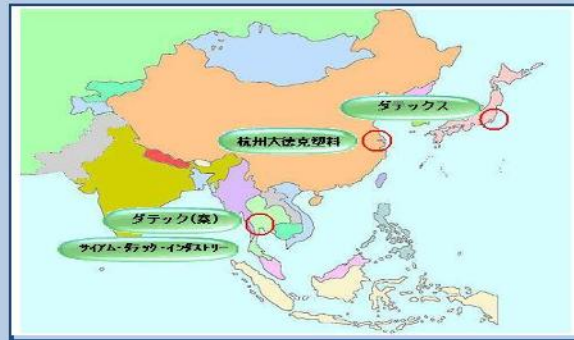 ダテックス
杭州大徳克塑料
ダテック(泰)
サイアム・ダテック・インダストリー